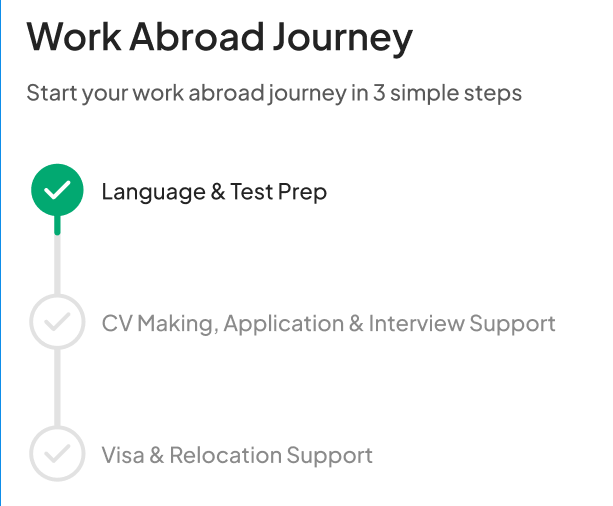 Work Abroad Journey
Start your work abroad journey in 3 simple steps
Language & Test Prep
CV Making, Application & Interview Support
Visa & Relocation Support